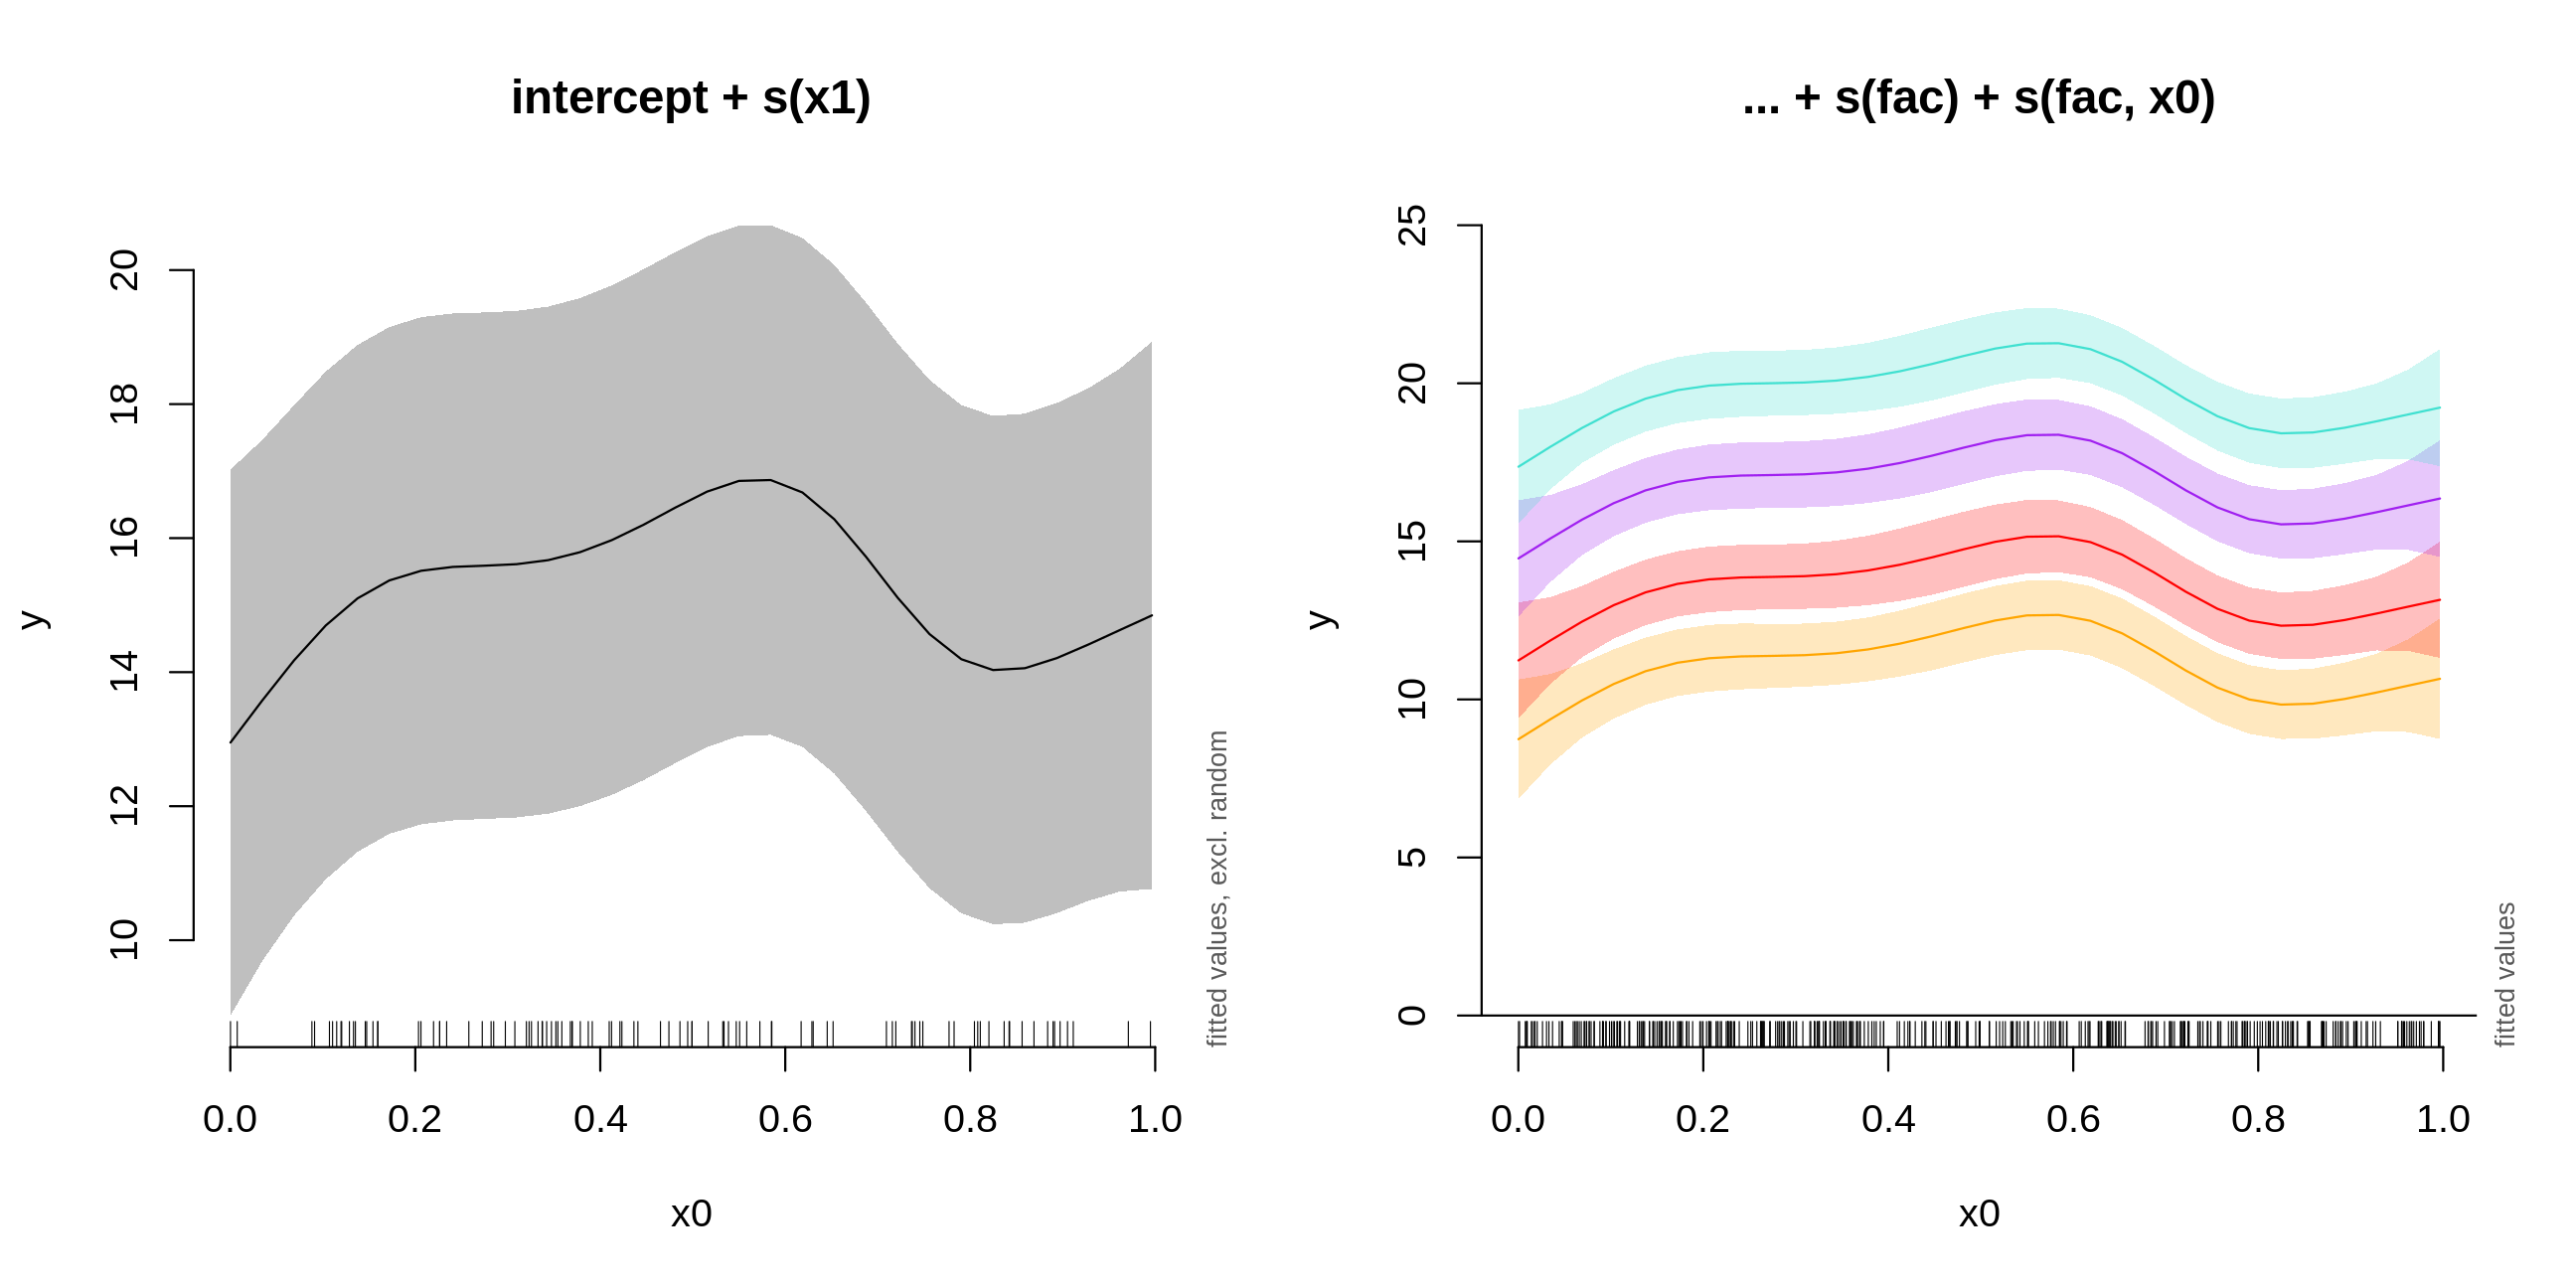 intercept + s(x1)
y
20
18
16
14
12
10
0.0 0.2 0.4 0.6 0.8 1.0
x0
fitted values, excl. random
... + s(fac) + s(fac, x0)
y
25
20
15
10
5
0
0.0 0.2 0.4 0.6 0.8 1.0
x0
fitted values